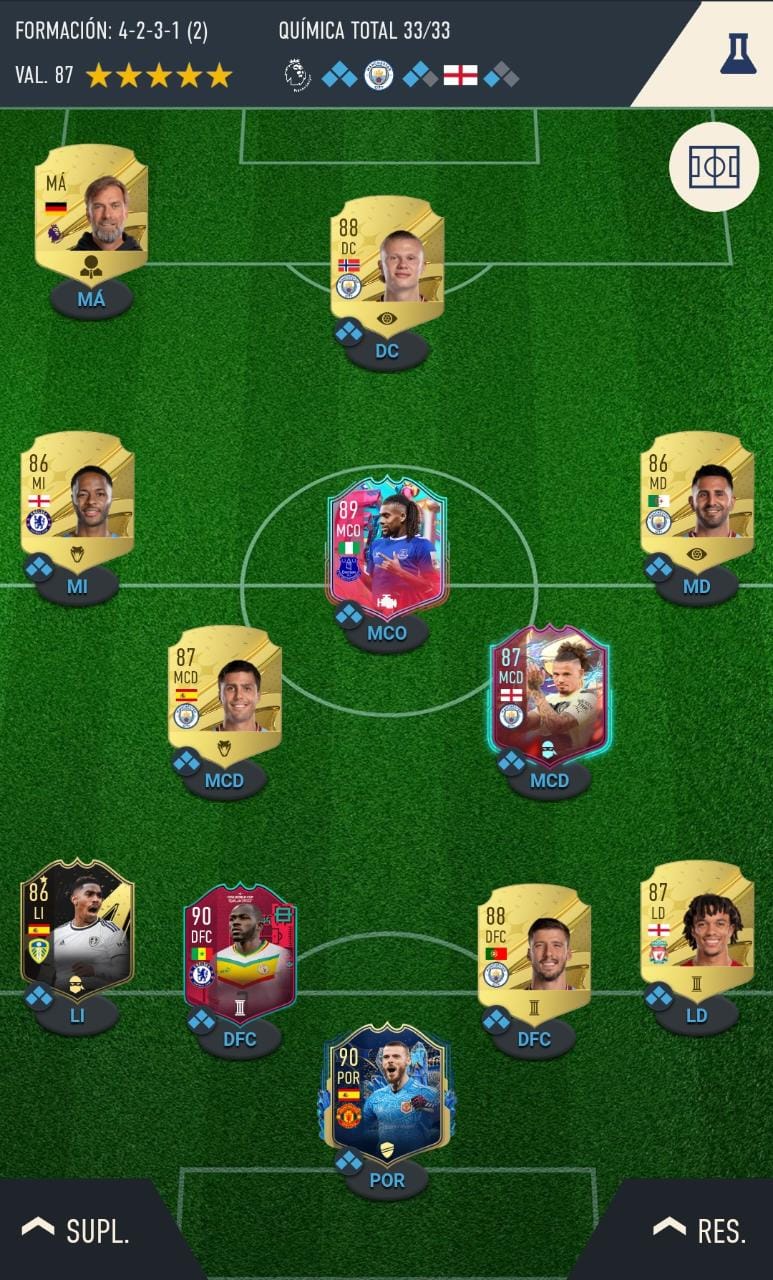 FORMACIÓN: 4-2-3-1 (2)
QUÍMICA TOTAL 33/33
VAL. 87
MÁ
MÁ
88
DC
DC
86
MI
MI
89
MCO
MCO
86
MD
MD
87
MCD
MCD
87
MCD
MCD
86
LI
LI
90
DFC
DFC
88
DFC
DFC
87
LD
LD
90
POR
POR
SUPL.
RES.